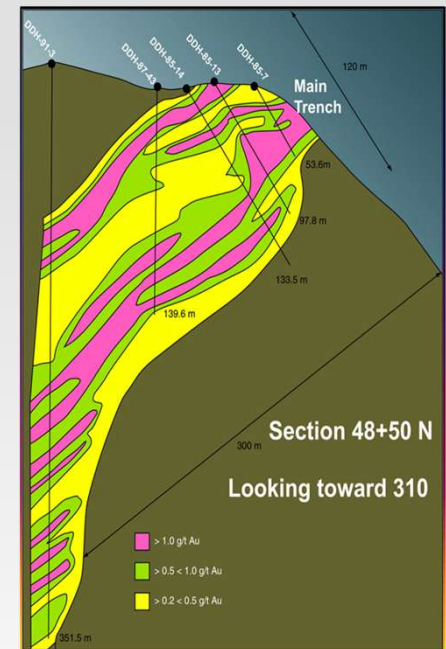 DDH-91-3
DDH-87-43
DDH-85-14
DDH-85-13
DDH-85-7
120 m
Main
Trench
53.6m
97.8 m
133.5 m
139.6 m
300 m
Section 48+50 N
Looking toward 310
> 1.0 g/t Au
> 0.5 < 1.0 g/t Au
> 0.2 < 0.5 g/t Au
351.5 m